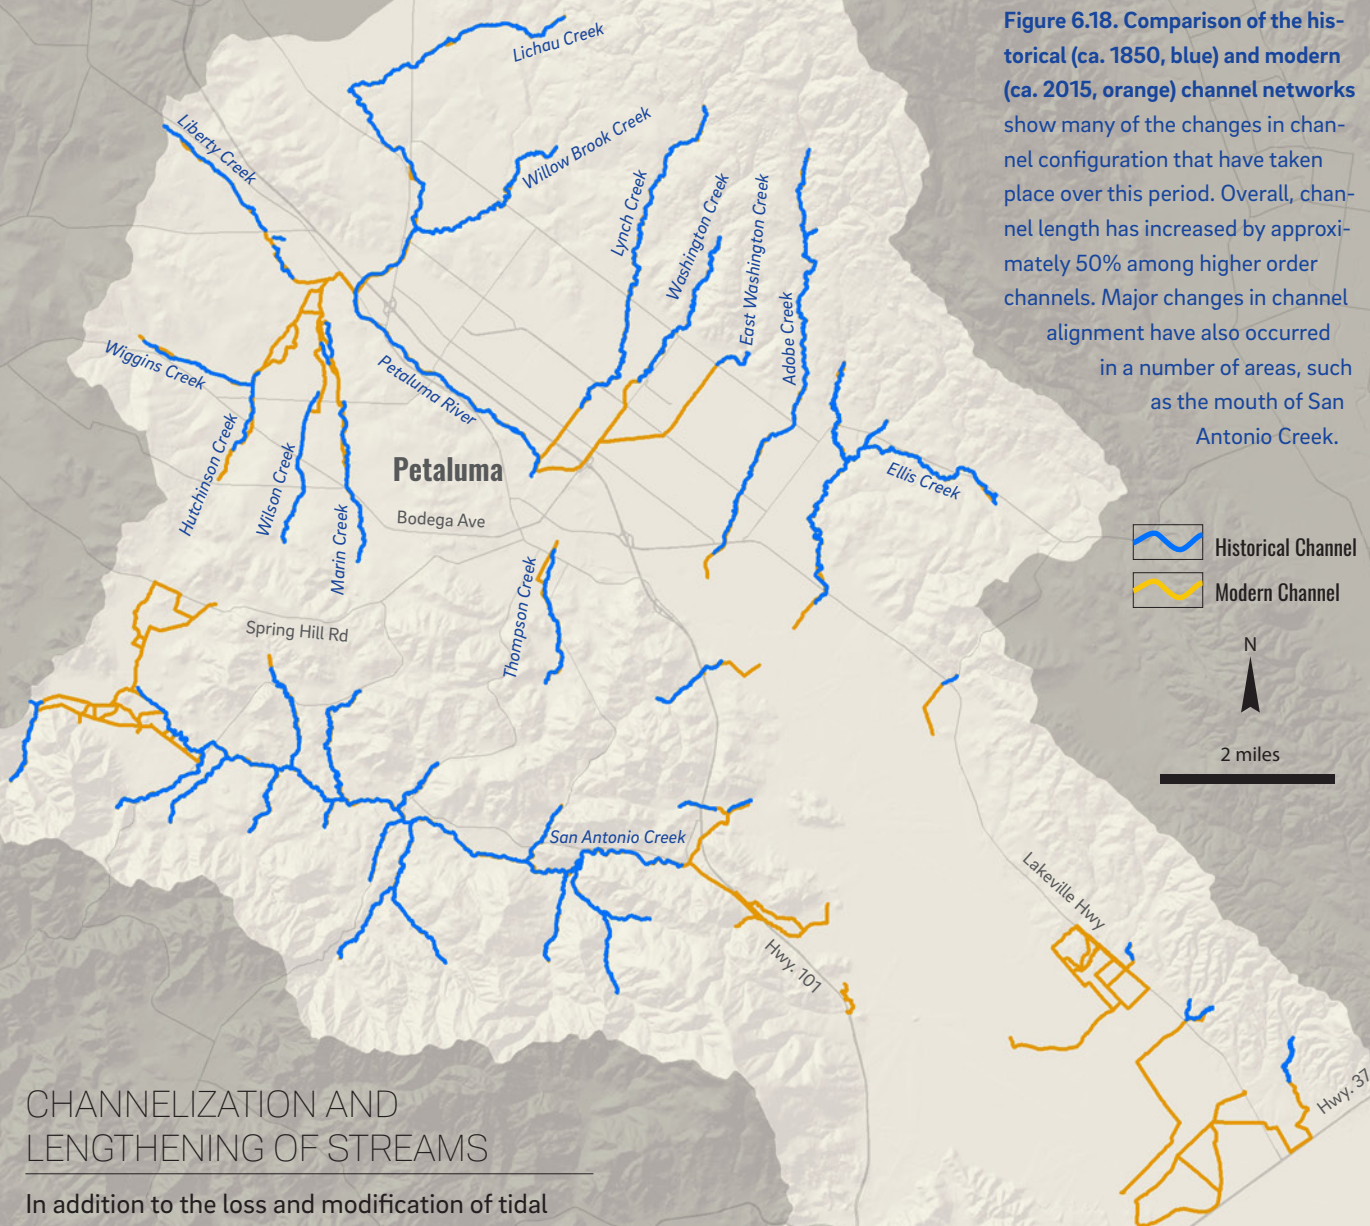 Figure 6.18. Comparison of the his-
torical (ca. 1850, blue) and modern
(ca. 2015, orange) channel networks
show many of the changes in chan-
nel configuration that have taken
place over this period. Overall, chan-
nel length has increased by approxi-
mately 50% among higher order
channels. Major changes in channel
alignment have also occurred
in a number of areas, such
as the mouth of San
Antonio Creek.
Lichau Creek
Liberty Creek
Willow Brook Creek
Lynch Creek
Washington Creek
East Washington Creek
Adobe Creek
Wiggins Creek
Petaluma River
Hutchinson Creek
Wilson Creek
Marin Creek
Petaluma
Bodega Ave
Ellis Creek
Thompson Creek
Spring Hill Rd
San Antonio Creek
Hwy. 101
Lakeville Hwy
Hwy. 37
Historical Channel
Modern Channel
N
2 miles
CHANNELIZATION AND
LENGTHENING OF STREAMS
In addition to the loss and modification of tidal